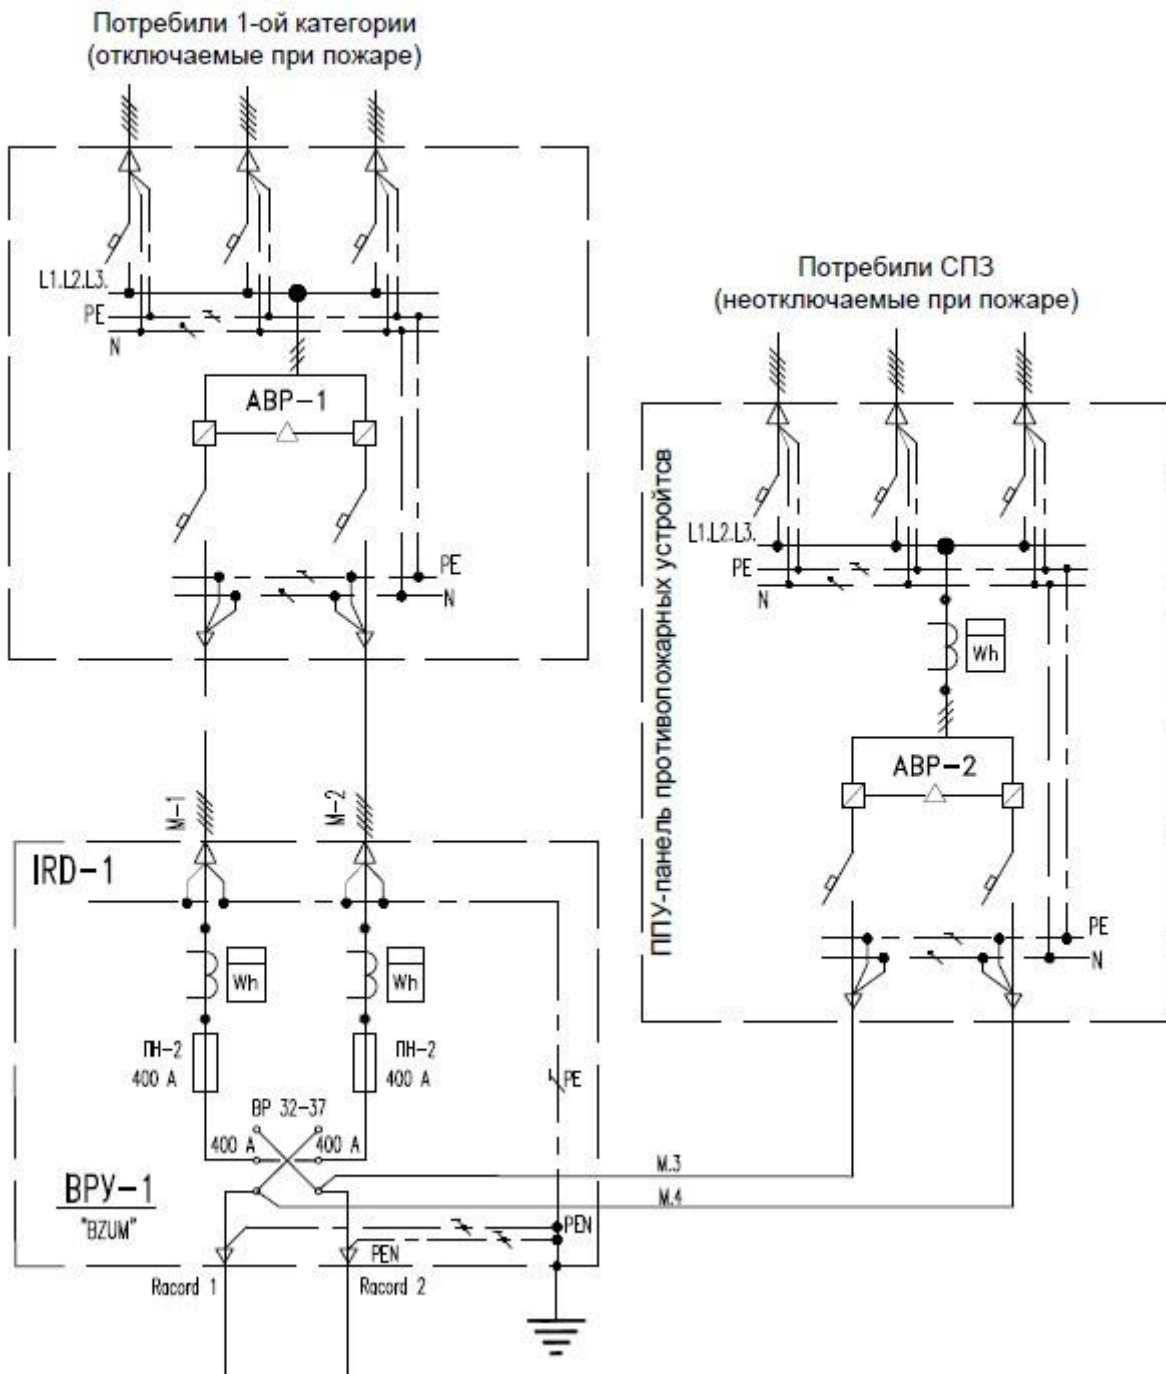 Потребили 1-ой категории
(отключаемые при пожаре)
L1.L2.L3.
PE
N
АВР-1
PE
N
M-1
M-2
Потребили СПЗ
(неотключаемые при пожаре)
ППУ-панель противопожарных устройтсв
L1.L2.L3.
PE
N
Wh
АВР-2
PE
N
IRD-1
Wh
Wh
ПН-2
400 А
ПН-2
400 А
PE
ВР 32-37
400 А
400 А
М.3
М.4
ВРУ-1
"BZUM"
PEN
PEN
Racord 1
Racord 2